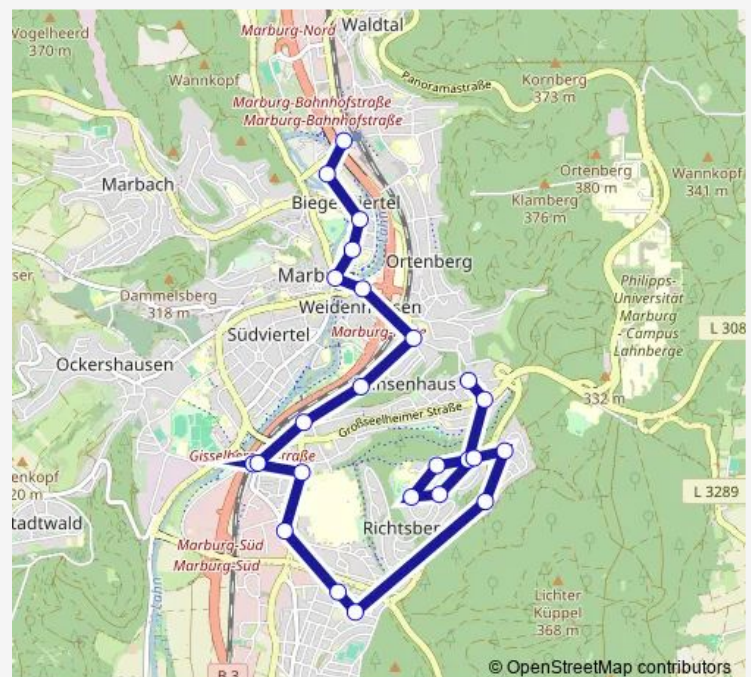 Waldtal
Marburg-Nord
Vogelheerd
370 m
Wannkopf
Panoramastraße
Kornberg
373 m
Marburg-Bahnhofstraße
Marburg-Bahnhofstraße
Marbach
Ortenberg
380 m
Wannkopf
341 m
Klamberg
376 m
Lahn
Ortenberg
Dammelsberg
318 m
Philipps-
Universität
Marburg
- Campus
Lahnberge
Südviertel
L 308
Ockershausen
332 m
Großseelheimer Straße
L 3289
Marburg-Süd
Marburg-Süd
Lahn
Lichter
Küppel
368 m
B 3
© OpenStreetMap contributors